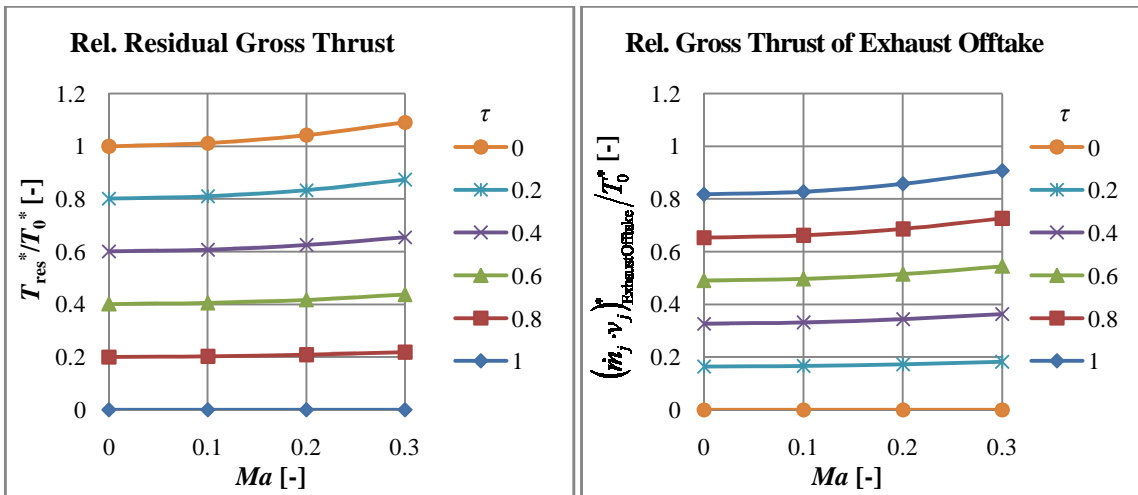 Rel. Residual Gross Thrust
T_res*/T_0* [-]
1.2
1
0.8
0.6
0.4
0.2
0
0 0.1 0.2 0.3
Ma [-]
τ
0
0.2
0.4
0.6
0.8
1
Rel. Gross Thrust of Exhaust Offtake
(ṁ_j·v_j)*_ExhaustOfftake/T_0* [-]
1.2
1
0.8
0.6
0.4
0.2
0
0 0.1 0.2 0.3
Ma [-]
τ
0
0.2
0.4
0.6
0.8
1